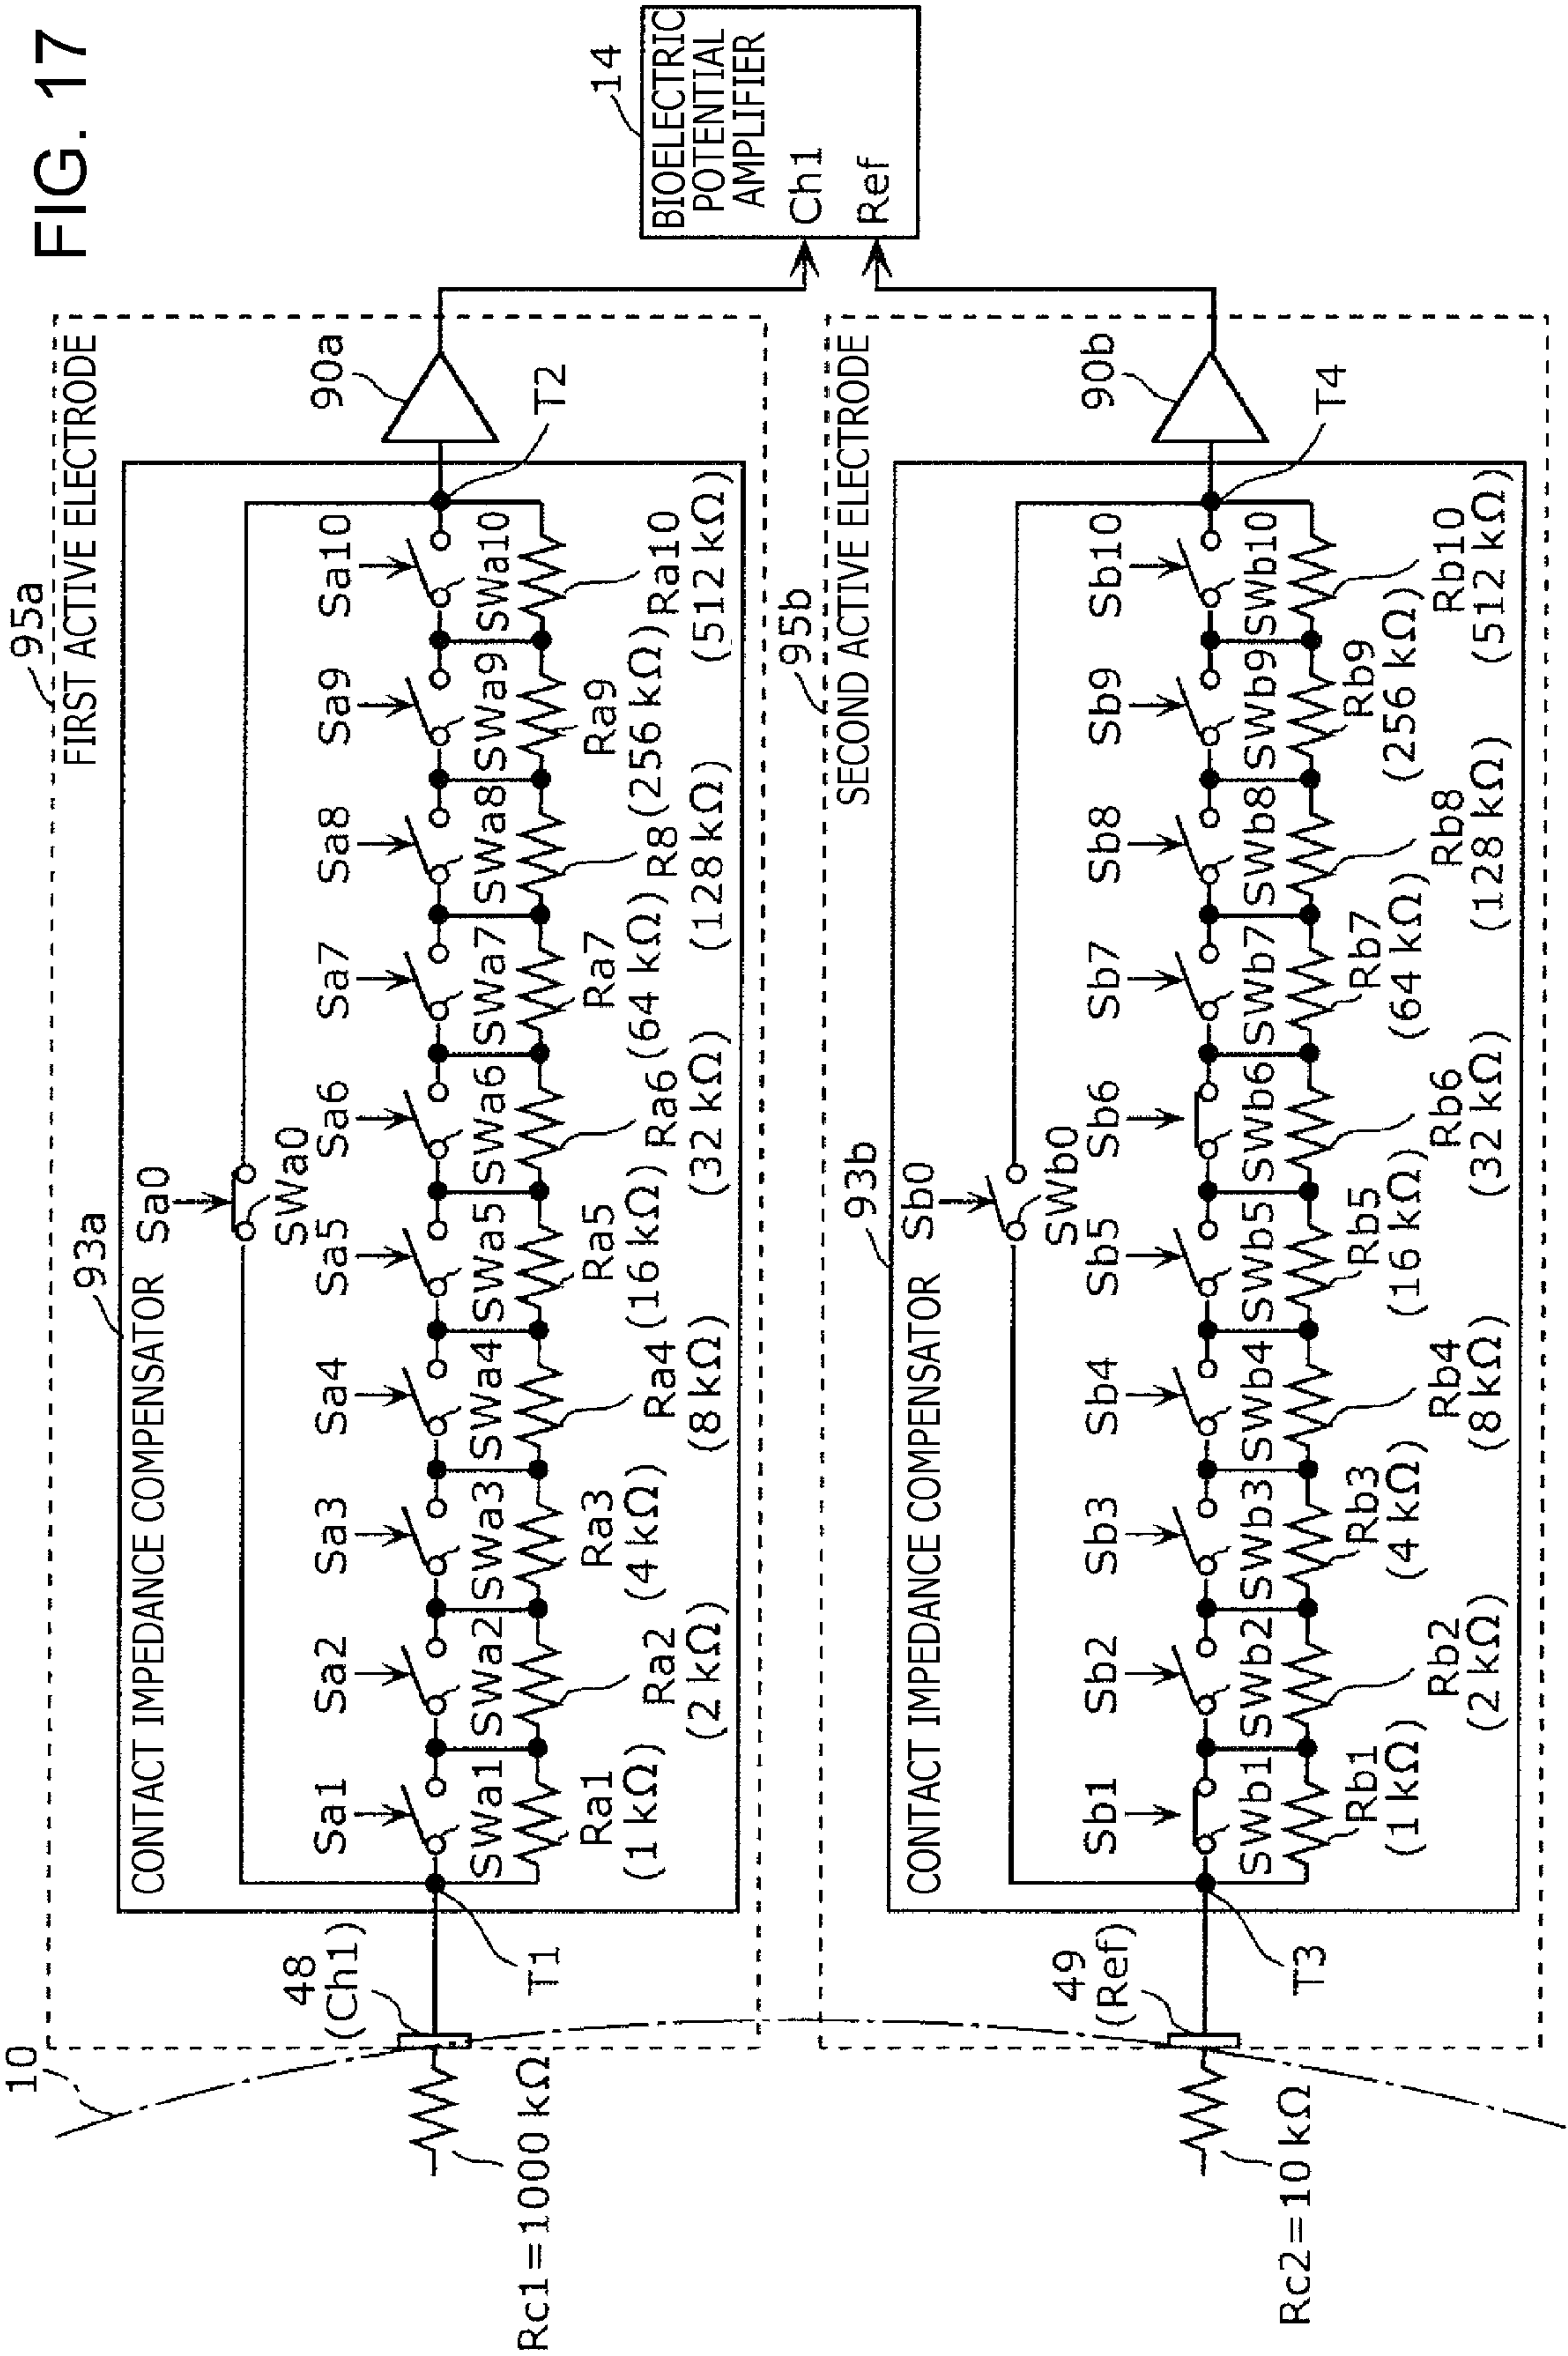 FIG. 17
95a
FIRST ACTIVE ELECTRODE
93a
CONTACT IMPEDANCE COMPENSATOR
Sa0
SWa0
Sa1
Sa2
Sa3
Sa4
Sa5
Sa6
Sa7
Sa8
Sa9
Sa10
SWa1
SWa2
SWa3
SWa4
SWa5
SWa6
SWa7
SWa8
SWa9
SWa10
Ra1
(1 kΩ)
Ra2
(2 kΩ)
Ra3
(4 kΩ)
Ra4
(8 kΩ)
Ra5
(16 kΩ)
Ra6
(32 kΩ)
Ra7
(64 kΩ)
R8
(128 kΩ)
Ra9
(256 kΩ)
Ra10
(512 kΩ)
10
48
(Ch1)
T1
T2
90a
Rc1=1000 kΩ
14
BIOELECTRIC
POTENTIAL
AMPLIFIER
Ch1
Ref
95b
SECOND ACTIVE ELECTRODE
93b
CONTACT IMPEDANCE COMPENSATOR
Sb0
SWb0
Sb1
Sb2
Sb3
Sb4
Sb5
Sb6
Sb7
Sb8
Sb9
Sb10
SWb1
SWb2
SWb3
SWb4
SWb5
SWb6
SWb7
SWb8
SWb9
SWb10
Rb1
(1 kΩ)
Rb2
(2 kΩ)
Rb3
(4 kΩ)
Rb4
(8 kΩ)
Rb5
(16 kΩ)
Rb6
(32 kΩ)
Rb7
(64 kΩ)
Rb8
(128 kΩ)
Rb9
(256 kΩ)
Rb10
(512 kΩ)
49
(Ref)
T3
T4
90b
Rc2=10 kΩ